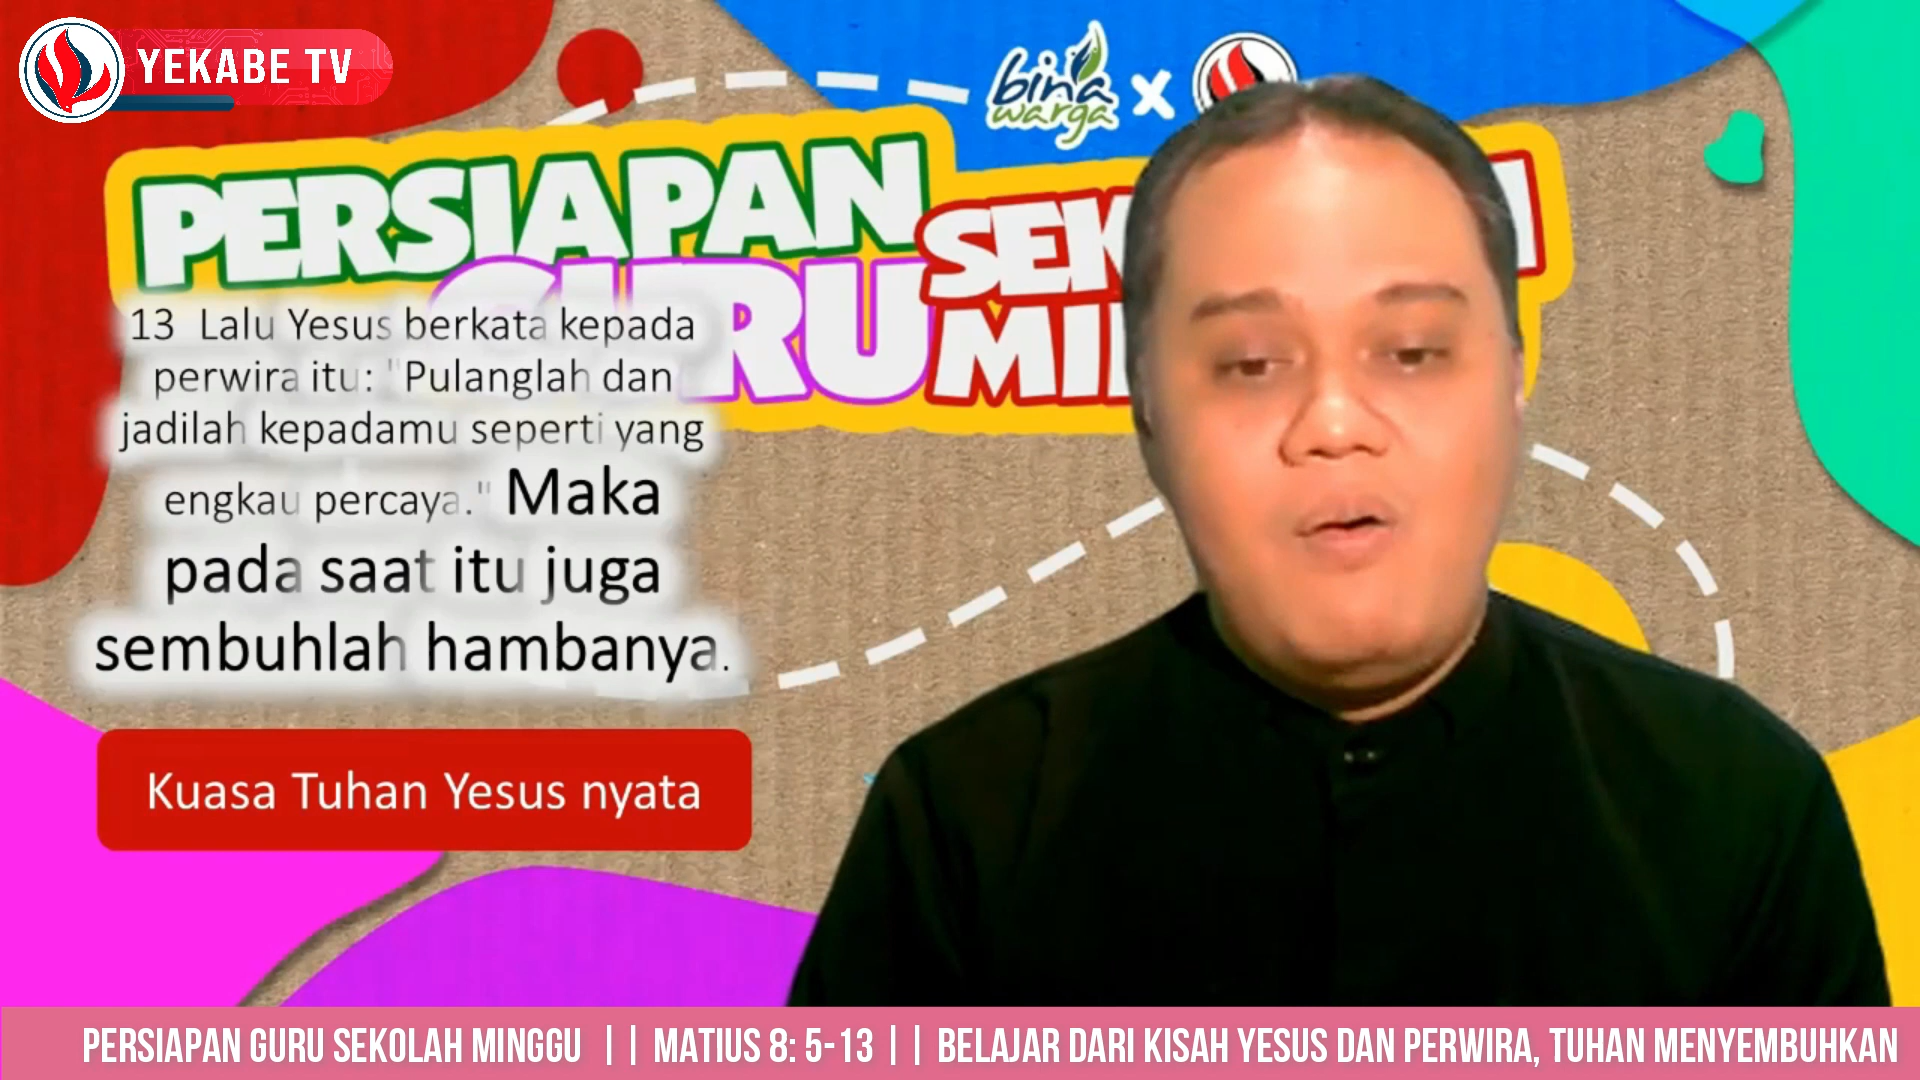 YEKABE TV
bina
warga
X
PERSIAPAN
GURU
MI
13 Lalu Yesus berkata kepada
perwira itu: "Pulanglah dan
jadilah kepadamu seperti yang
engkau percaya." Maka
pada saat itu juga
sembuhlah hambanya.
Kuasa Tuhan Yesus nyata
PERSIAPAN GURU SEKOLAH MINGGU || MATIUS 8: 5-13 || BELAJAR DARI KISAH YESUS DAN PERWIRA, TUHAN MENYEMBUHKAN